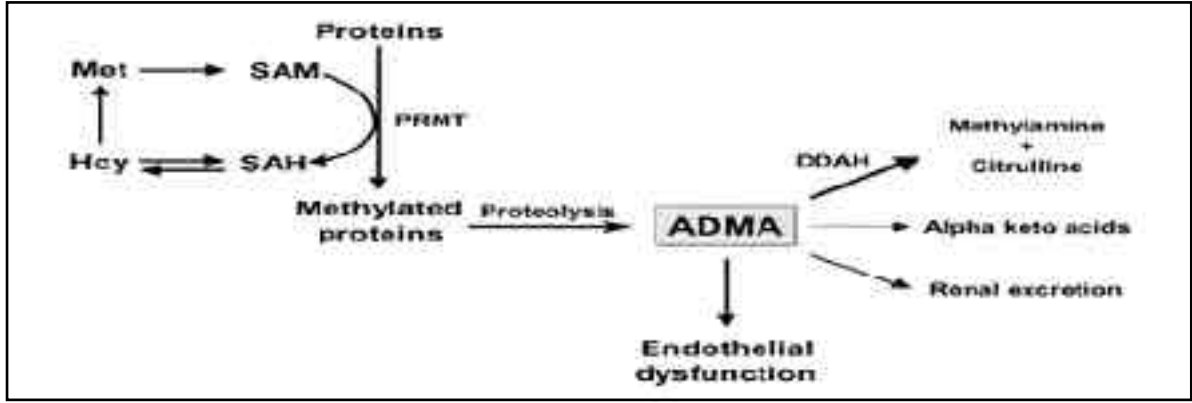 Proteins
Met
SAM
PRMT
Hcy
SAH
Methylated
proteins
Proteolysis
ADMA
DDAH
Methylamine
+
Citrulline
Alpha keto acids
Renal excretion
Endothelial
dysfunction